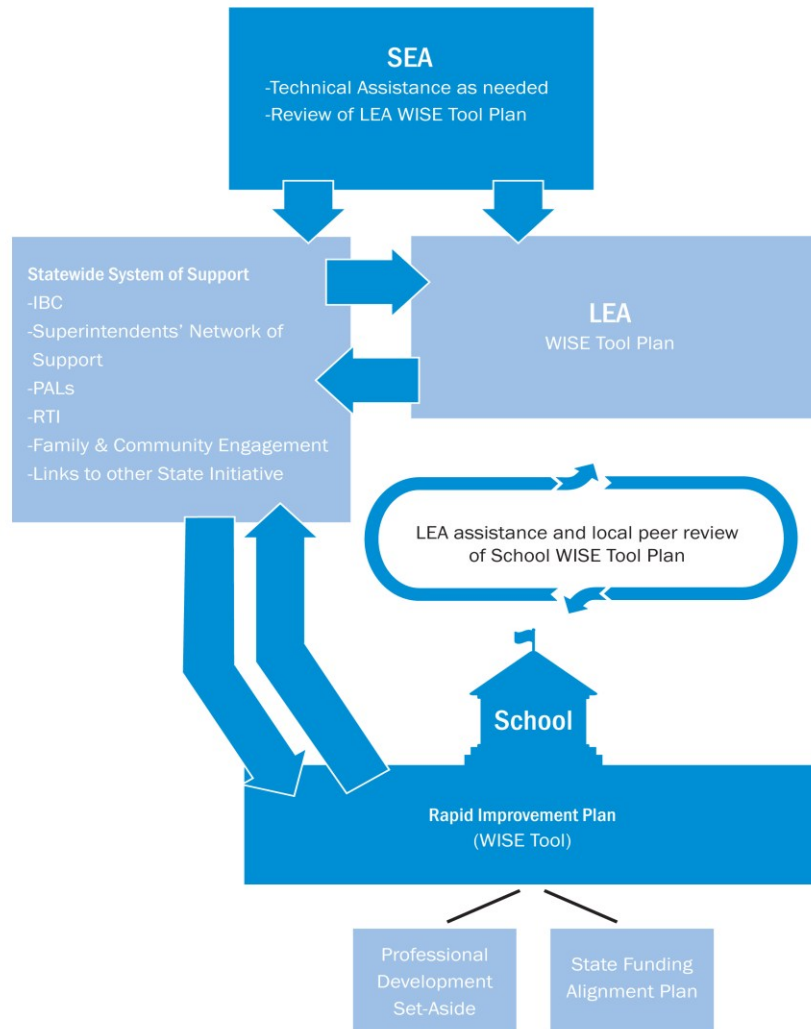 SEA
-Technical Assistance as needed
-Review of LEA WISE Tool Plan
Statewide System of Support
-IBC
-Superintendents' Network of
Support
-PALs
-RTI
-Family & Community Engagement
-Links to other State Initiative
LEA
WISE Tool Plan
LEA assistance and local peer review
of School WISE Tool Plan
School
Rapid Improvement Plan
(WISE Tool)
Professional
Development
Set-Aside
State Funding
Alignment Plan